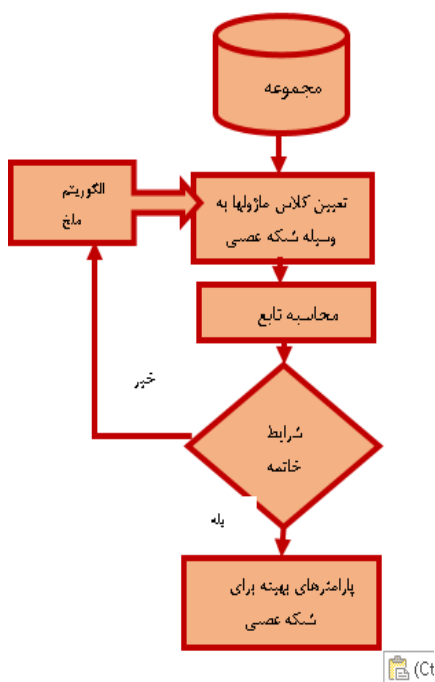 مجموعه
الگوریتم
ملخ
تعیین کلاس ماژولها به
وسیله شبکه عصبی
محاسبه تابع
خیر
شرایط
خاتمه
بله
پارامترهای بهینه برای
شبکه عصبی
(Ct